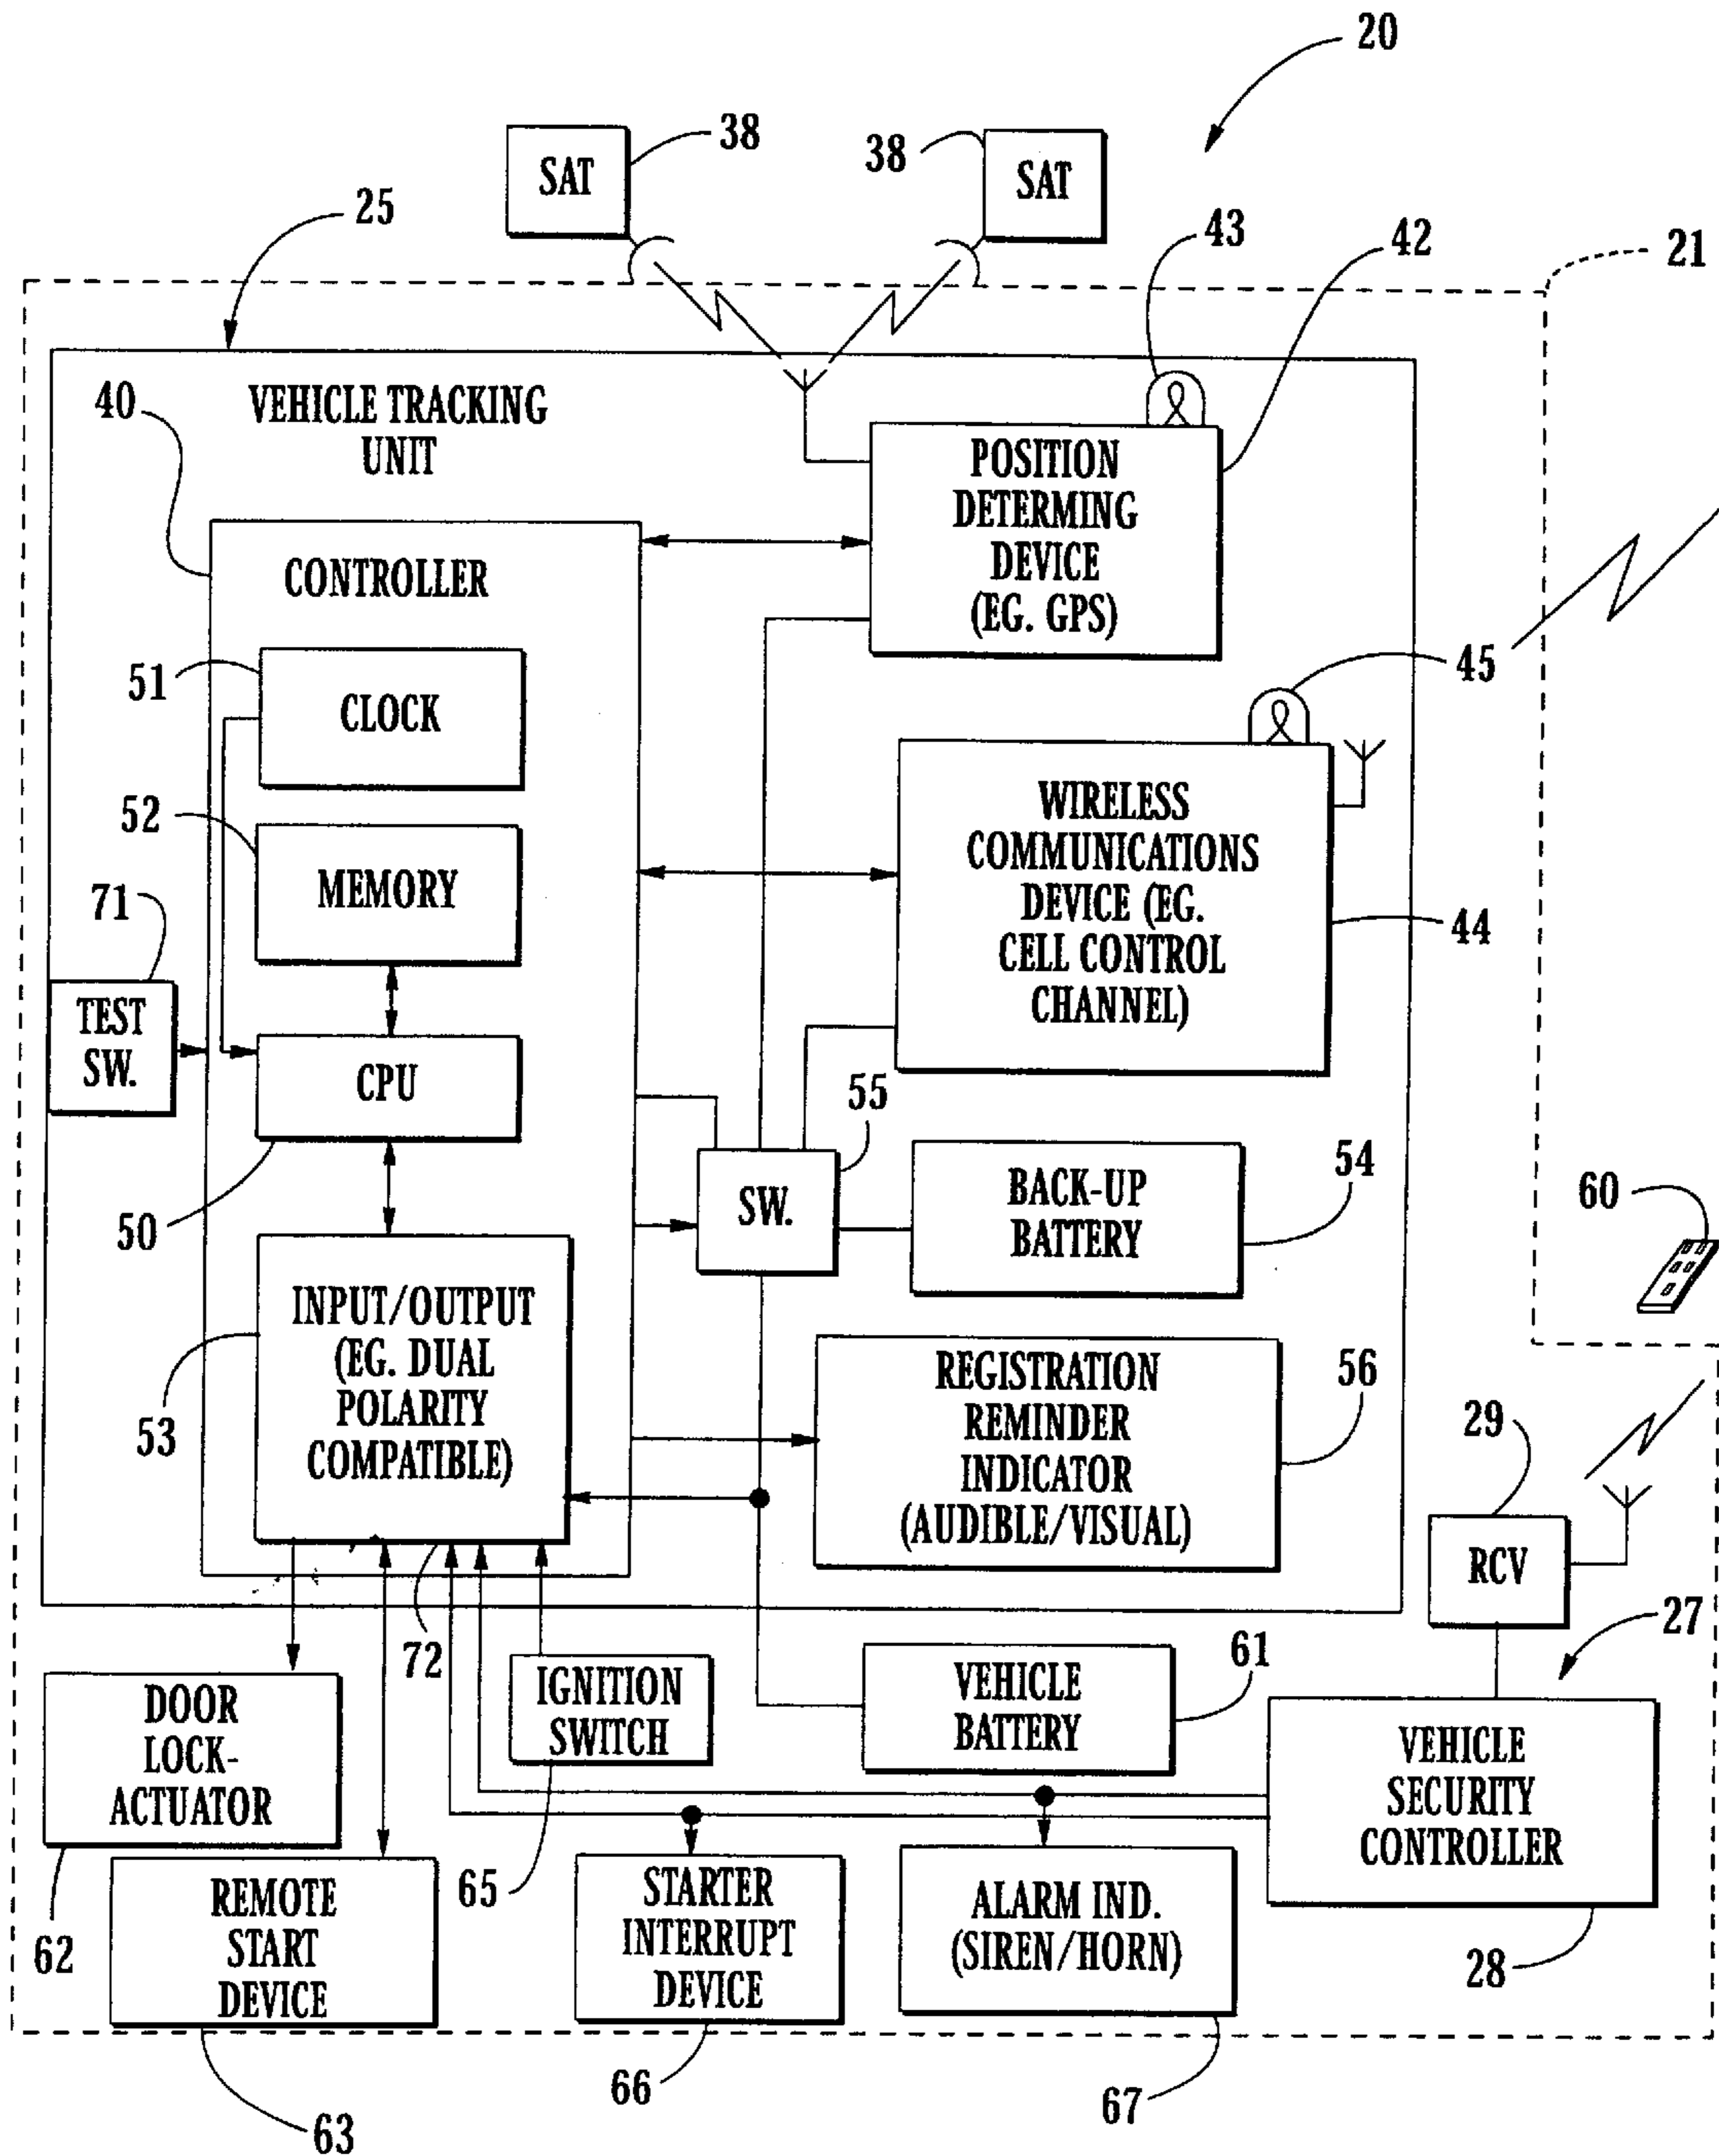 20
SAT
38
38
SAT
25
43
42
21
40
VEHICLE TRACKING
UNIT
POSITION
DETERMING
DEVICE
(EG. GPS)
CONTROLLER
51
CLOCK
45
52
MEMORY
WIRELESS
COMMUNICATIONS
DEVICE (EG.
CELL CONTROL
CHANNEL)
44
71
TEST
SW.
CPU
50
55
SW.
BACK-UP
BATTERY
54
60
INPUT/OUTPUT
(EG. DUAL
POLARITY
COMPATIBLE)
53
REGISTRATION
REMINDER
INDICATOR
(AUDIBLE/VISUAL)
56
29
RCV
72
27
DOOR
LOCK-
ACTUATOR
62
IGNITION
SWITCH
65
VEHICLE
BATTERY
61
VEHICLE
SECURITY
CONTROLLER
28
REMOTE
START
DEVICE
63
STARTER
INTERRUPT
DEVICE
66
ALARM IND.
(SIREN/HORN)
67